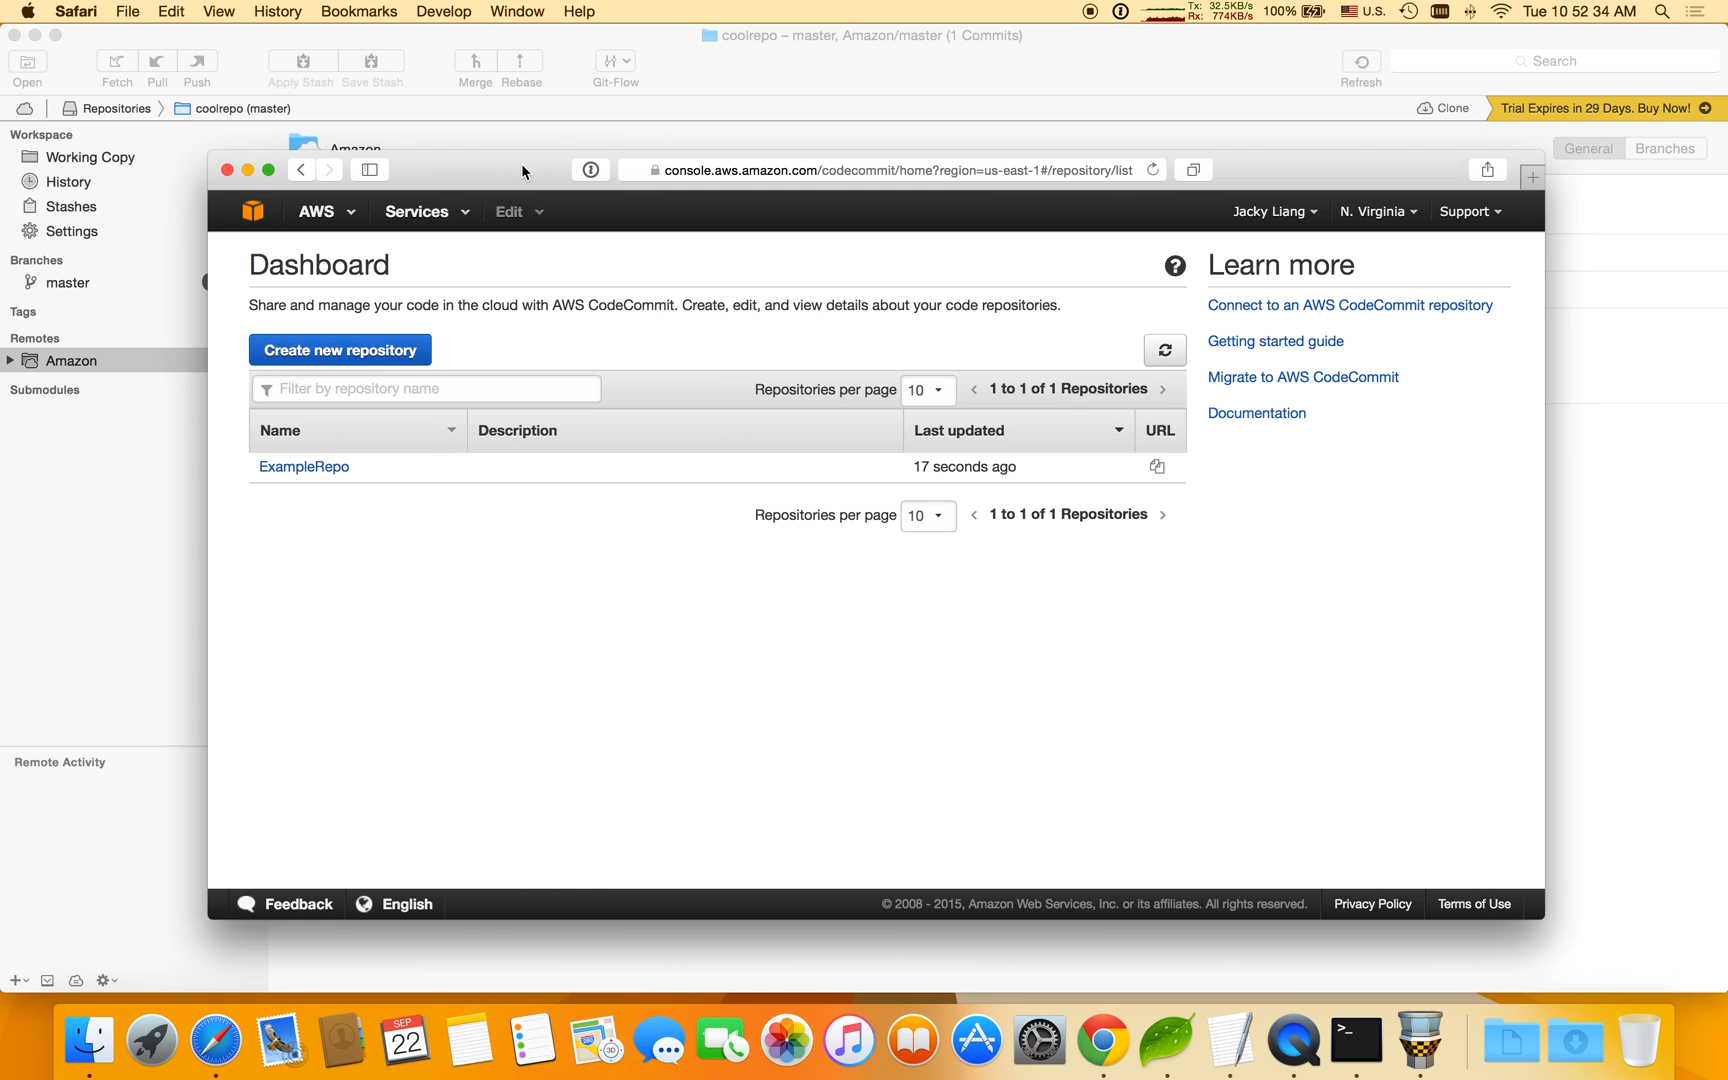 Safari File Edit View History Bookmarks Develop Window Help Tx: 32.5KB/s Rx: 774KB/s 100% U.S. Tue 10 52 34 AM
coolrepo – master, Amazon/master (1 Commits)
Open Fetch Pull Push Apply Stash Save Stash Merge Rebase Git-Flow Refresh Search
Repositories coolrepo (master) Clone Trial Expires in 29 Days. Buy Now!
Workspace
Working Copy
History
Stashes
Settings
Branches
master
Tags
Remotes
Amazon
Submodules
Remote Activity
Amazon
General Branches
console.aws.amazon.com/codecommit/home?region=us-east-1#/repository/list
AWS Services Edit Jacky Liang N. Virginia Support
Dashboard
Share and manage your code in the cloud with AWS CodeCommit. Create, edit, and view details about your code repositories.
Create new repository
Filter by repository name Repositories per page 10 1 to 1 of 1 Repositories
Name Description Last updated URL
ExampleRepo 17 seconds ago
Repositories per page 10 1 to 1 of 1 Repositories
Learn more
Connect to an AWS CodeCommit repository
Getting started guide
Migrate to AWS CodeCommit
Documentation
Feedback English © 2008 - 2015, Amazon Web Services, Inc. or its affiliates. All rights reserved. Privacy Policy Terms of Use
SEP
22
3D
>_